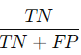 TN
TN + FP